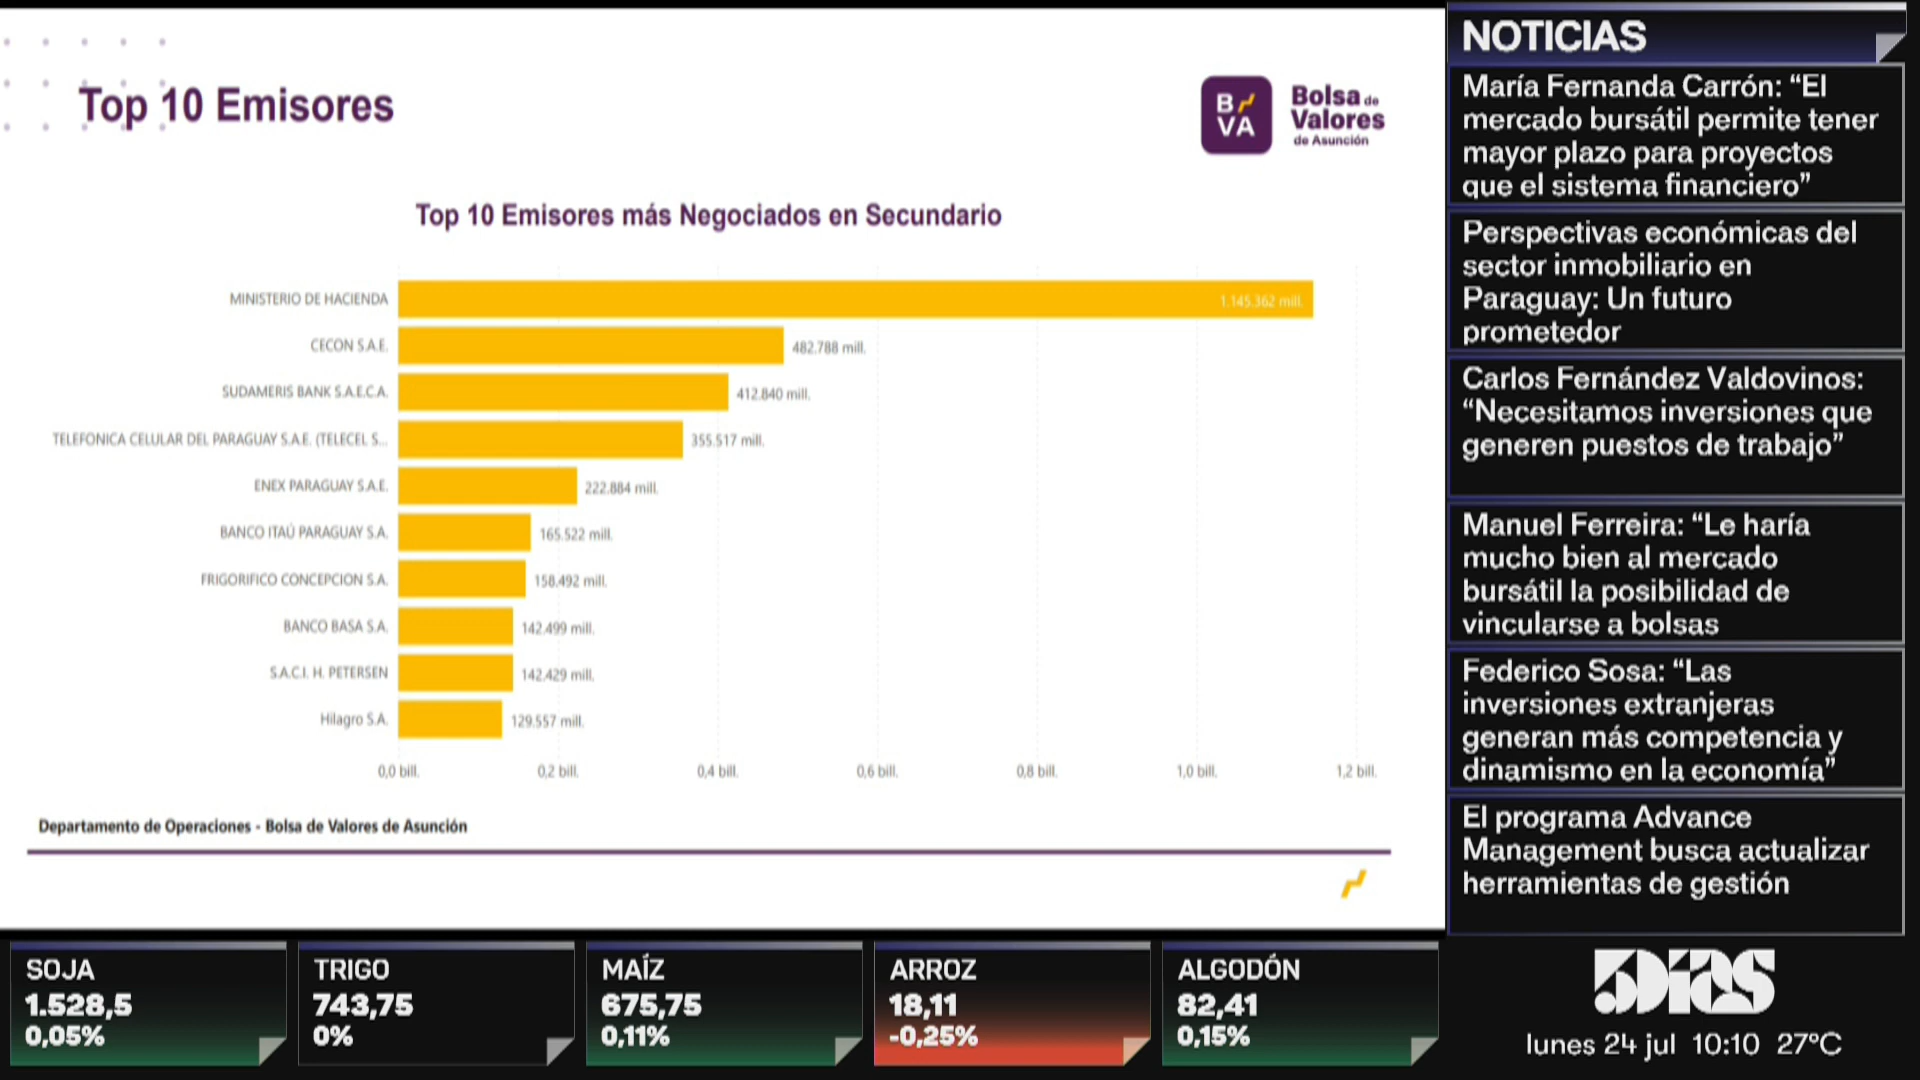 Top 10 Emisores
B
VA
Bolsa de
Valores
de Asunción
Top 10 Emisores más Negociados en Secundario
MINISTERIO DE HACIENDA 1.145.362 mill.
CECON S.A.E. 482.788 mill.
SUDAMERIS BANK S.A.E.C.A. 412.840 mill.
TELEFONICA CELULAR DEL PARAGUAY S.A.E. (TELECEL S... 355.517 mill.
ENEX PARAGUAY S.A.E. 222.884 mill.
BANCO ITAÚ PARAGUAY S.A. 165.522 mill.
FRIGORIFICO CONCEPCION S.A. 158.492 mill.
BANCO BASA S.A. 142.499 mill.
S.A.C.I. H. PETERSEN 142.429 mill.
Hilagro S.A. 129.557 mill.
0,0 bill. 0,2 bill. 0,4 bill. 0,6 bill. 0,8 bill. 1,0 bill. 1,2 bill.
Departamento de Operaciones - Bolsa de Valores de Asunción
NOTICIAS
María Fernanda Carrón: “El
mercado bursátil permite tener
mayor plazo para proyectos
que el sistema financiero”
Perspectivas económicas del
sector inmobiliario en
Paraguay: Un futuro
prometedor
Carlos Fernández Valdovinos:
“Necesitamos inversiones que
generen puestos de trabajo”
Manuel Ferreira: “Le haría
mucho bien al mercado
bursátil la posibilidad de
vincularse a bolsas
Federico Sosa: “Las
inversiones extranjeras
generan más competencia y
dinamismo en la economía”
El programa Advance
Management busca actualizar
herramientas de gestión
SOJA
1.528,5
0,05%
TRIGO
743,75
0%
MAÍZ
675,75
0,11%
ARROZ
18,11
-0,25%
ALGODÓN
82,41
0,15%
5Días
lunes 24 jul 10:10 27°C